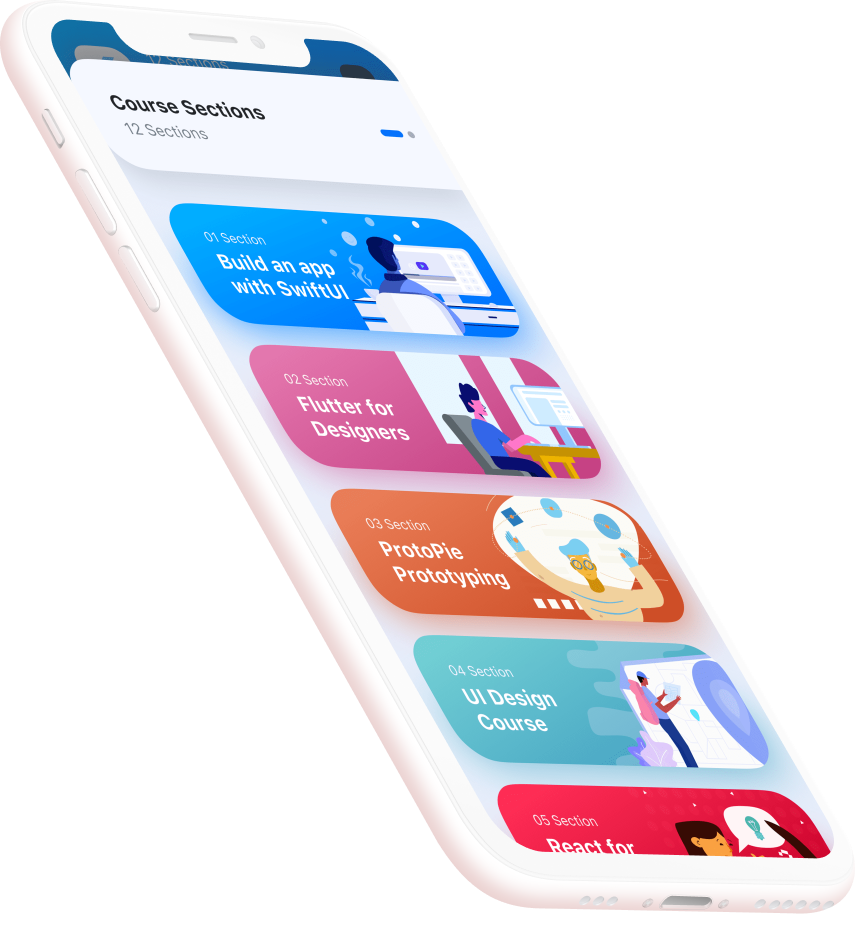 12 Sections
Course Sections
12 Sections
01 Section
Build an app
with SwiftUI
02 Section
Flutter for
Designers
03 Section
ProtoPie
Prototyping
04 Section
UI Design
Course
05 Section
React for